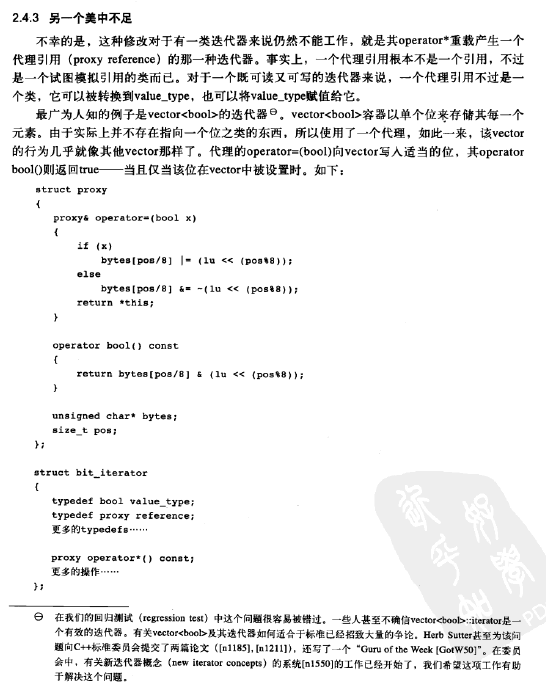 2.4.3 另一个美中不足
不幸的是，这种修改对于有一类迭代器来说仍然不能工作，就是其operator*重载产生一个
代理引用（proxy reference）的那一种迭代器。事实上，一个代理引用根本不是一个引用，不过
是一个试图模拟引用的类而已。对于一个既可读又可写的迭代器来说，一个代理引用不过是一
个类，它可以被转换到value_type，也可以将value_type赋值给它。
最广为人知的例子是vector<bool>的迭代器⊖。vector<bool>容器以单个位来存储其每一个
元素。由于实际上并不存在指向一个位之类的东西，所以使用了一个代理，如此一来，该vector
的行为几乎就像其他vector那样了。代理的operator=(bool)向vector写入适当的位，其operator
bool()则返回true——当且仅当该位在vector中被设置时。如下：
struct proxy
{
proxy& operator=(bool x)
{
if (x)
bytes[pos/8] |= (1u << (pos%8));
else
bytes[pos/8] &= ~(1u << (pos%8));
return *this;
}
operator bool() const
{
return bytes[pos/8] & (1u << (pos%8));
}
unsigned char* bytes;
size_t pos;
};
struct bit_iterator
{
typedef bool value_type;
typedef proxy reference;
更多的typedefs……
proxy operator*() const;
更多的操作……
};
⊖ 在我们的回归测试（regression test）中这个问题很容易被错过。一些人甚至不确信vector<bool>::iterator是一
个有效的迭代器。有关vector<bool>及其迭代器如何适合于标准已经招致大量的争论。Herb Sutter甚至为该问
题向C++标准委员会提交了两篇论文（[n1185], [n1211]），还写了一个“Guru of the Week [GotW50]”。在委员
会中，有关新迭代器概念（new iterator concepts）的系统[n1550]的工作已经开始了，我们希望这项工作有助
于解决这个问题。